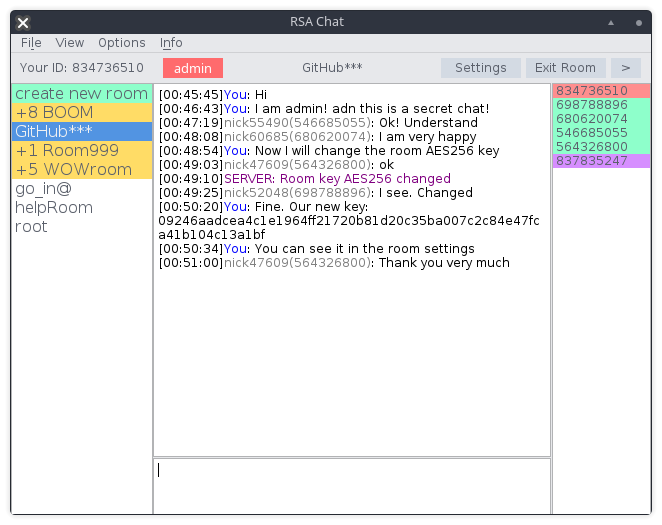 RSA Chat
File View Options Info
Your ID: 834736510 admin GitHub*** Settings Exit Room >
create new room
+8 BOOM
GitHub***
+1 Room999
+5 WOWroom
go_in@
helpRoom
root
[00:45:45]You: Hi
[00:46:43]You: I am admin! adn this is a secret chat!
[00:47:19]nick55490(546685055): Ok! Understand
[00:48:08]nick60685(680620074): I am very happy
[00:48:54]You: Now I will change the room AES256 key
[00:49:03]nick47609(564326800): ok
[00:49:10]SERVER: Room key AES256 changed
[00:49:25]nick52048(698788896): I see. Changed
[00:50:20]You: Fine. Our new key:
09246aadcea4c1e1964ff21720b81d20c35ba007c2c84e47fc
a41b104c13a1bf
[00:50:34]You: You can see it in the room settings
[00:51:00]nick47609(564326800): Thank you very much
834736510
698788896
680620074
546685055
564326800
837835247